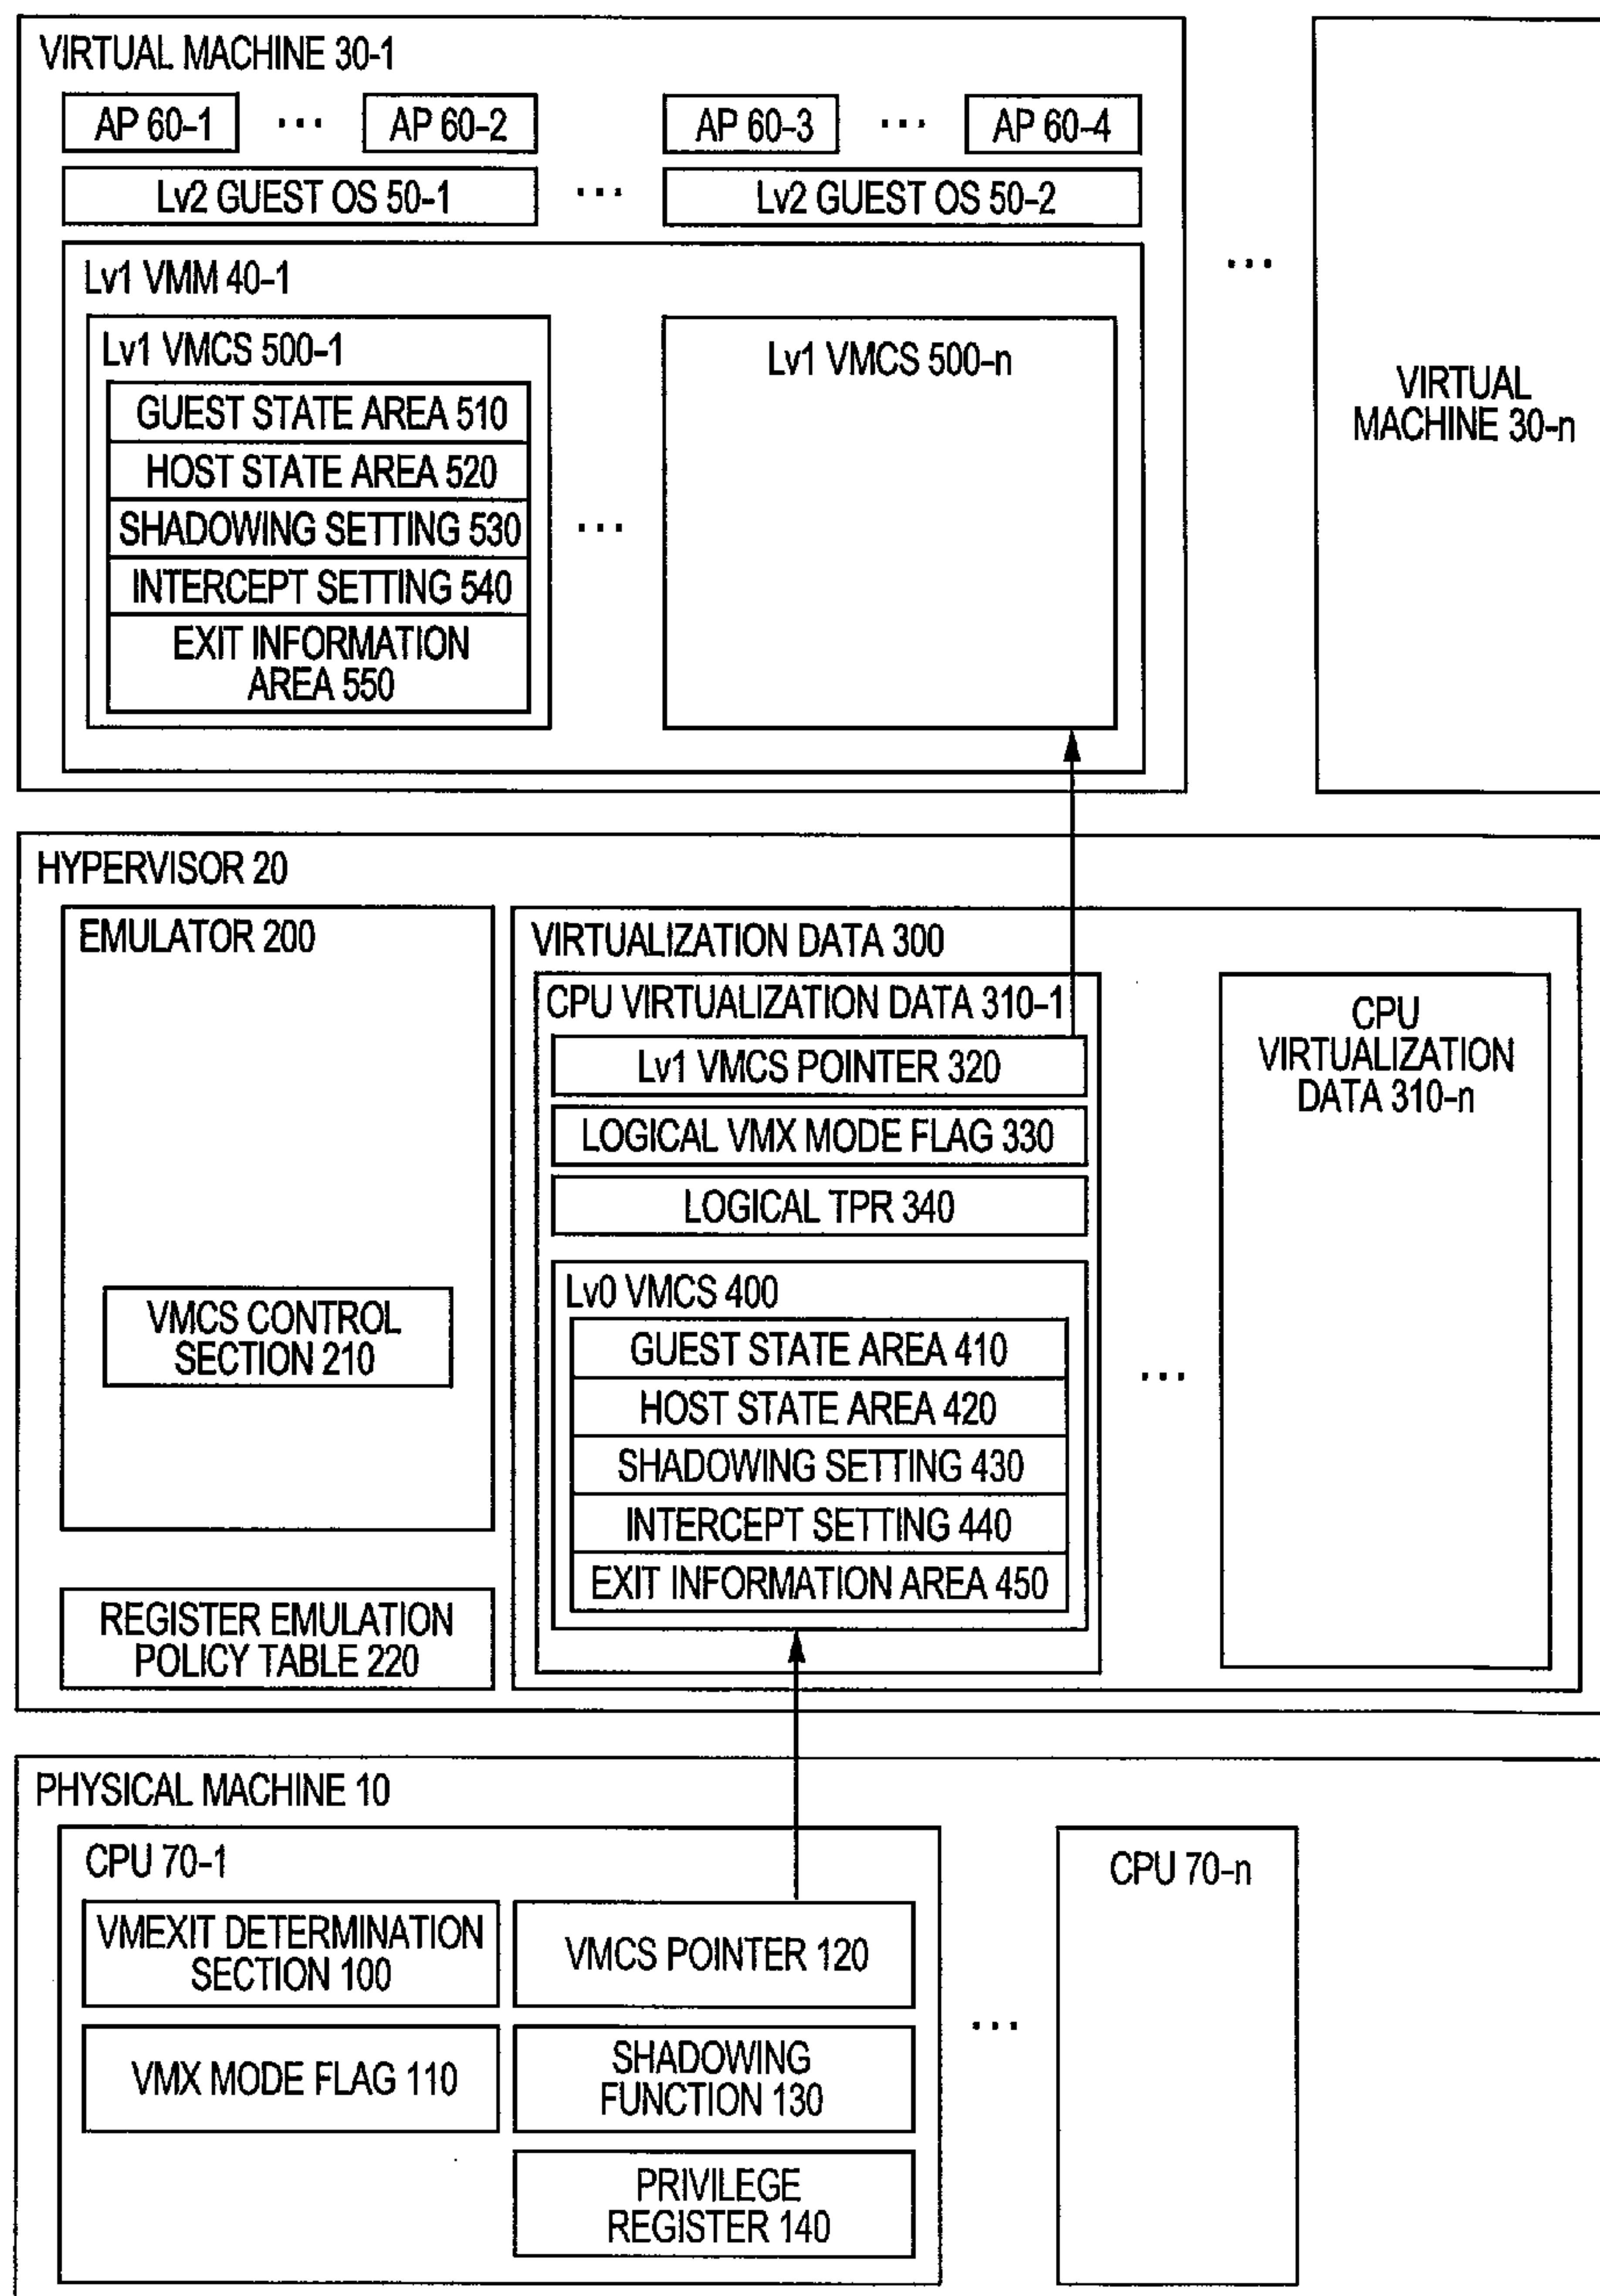 VIRTUAL MACHINE 30-1
AP 60-1
...
AP 60-2
AP 60-3
...
AP 60-4
Lv2 GUEST OS 50-1
...
Lv2 GUEST OS 50-2
Lv1 VMM 40-1
Lv1 VMCS 500-1
GUEST STATE AREA 510
HOST STATE AREA 520
SHADOWING SETTING 530
INTERCEPT SETTING 540
EXIT INFORMATION
AREA 550
...
Lv1 VMCS 500-n
...
VIRTUAL
MACHINE 30-n
HYPERVISOR 20
EMULATOR 200
VMCS CONTROL
SECTION 210
REGISTER EMULATION
POLICY TABLE 220
VIRTUALIZATION DATA 300
CPU VIRTUALIZATION DATA 310-1
Lv1 VMCS POINTER 320
LOGICAL VMX MODE FLAG 330
LOGICAL TPR 340
Lv0 VMCS 400
GUEST STATE AREA 410
HOST STATE AREA 420
SHADOWING SETTING 430
INTERCEPT SETTING 440
EXIT INFORMATION AREA 450
...
CPU
VIRTUALIZATION
DATA 310-n
PHYSICAL MACHINE 10
CPU 70-1
VMEXIT DETERMINATION
SECTION 100
VMCS POINTER 120
VMX MODE FLAG 110
SHADOWING
FUNCTION 130
PRIVILEGE
REGISTER 140
...
CPU 70-n